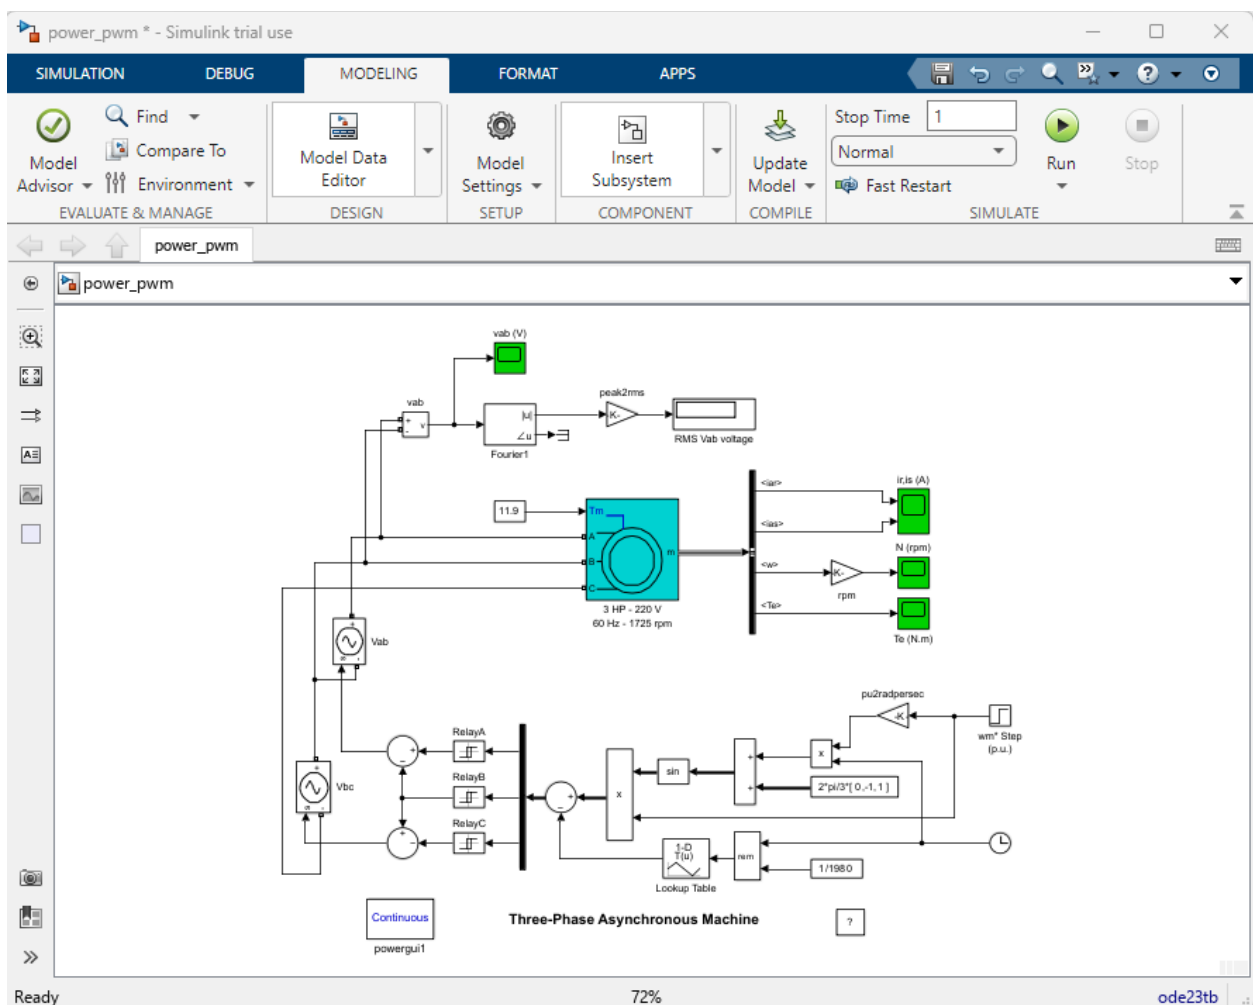 power_pwm * - Simulink trial use
SIMULATION
DEBUG
MODELING
FORMAT
APPS
Model
Advisor
Find
Compare To
Environment
Model Data
Editor
Model
Settings
Insert
Subsystem
Update
Model
Stop Time
1
Normal
Fast Restart
Run
Stop
EVALUATE & MANAGE
DESIGN
SETUP
COMPONENT
COMPILE
SIMULATE
power_pwm
power_pwm
vab (V)
vab
+
-
v
|u|
∠u
Fourier1
peak2rms
-K-
RMS Vab voltage
11.9
Tm
A
B
C
m
3 HP - 220 V
60 Hz - 1725 rpm
<iar>
<ias>
<w>
<Te>
ir,is (A)
N (rpm)
-K-
rpm
Te (N.m)
Vab
Vbc
RelayA
RelayB
RelayC
x
sin
+
+
x
pu2radpersec
-K-
wm* Step
(p.u.)
2*pi/3*[ 0,-1, 1 ]
1-D
T(u)
Lookup Table
rem
1/1980
Continuous
powergui1
Three-Phase Asynchronous Machine
?
Ready
72%
ode23tb